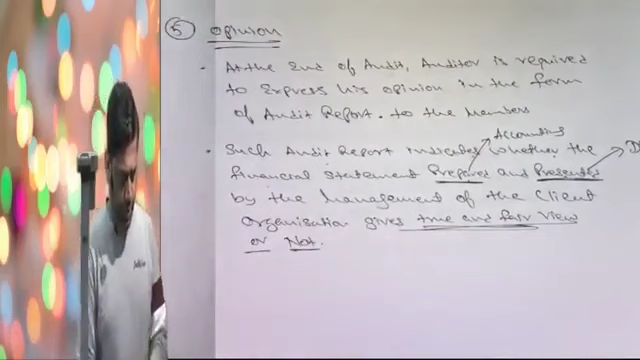 5 Opinion
• At the End of Audit, Auditor is required
to Express his opinion in the form
of Audit Report. to the Members
Accounting
• Such Audit Report indicates whether the
D
financial statement Prepared and Presented
by the Management of the Client
Organisation gives true and fair view
or Not.